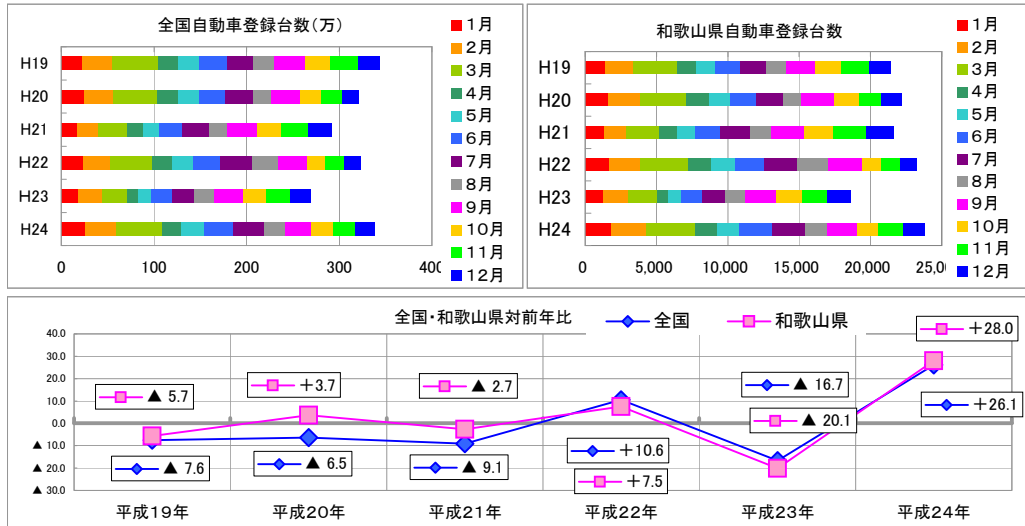 全国自動車登録台数(万)
H19
H20
H21
H22
H23
H24
0 100 200 300 400
1月
2月
3月
4月
5月
6月
7月
8月
9月
10月
11月
12月
和歌山県自動車登録台数
H19
H20
H21
H22
H23
H24
0 5,000 10,000 15,000 20,000 25,0
1月
2月
3月
4月
5月
6月
7月
8月
9月
10月
11月
12月
全国・和歌山県対前年比
全国
和歌山県
40.0
30.0
20.0
10.0
0.0
▲ 10.0
▲ 20.0
▲ 30.0
▲ 5.7
+3.7
▲ 2.7
▲ 16.7
▲ 20.1
+28.0
+26.1
▲ 7.6
▲ 6.5
▲ 9.1
+10.6
+7.5
平成19年 平成20年 平成21年 平成22年 平成23年 平成24年